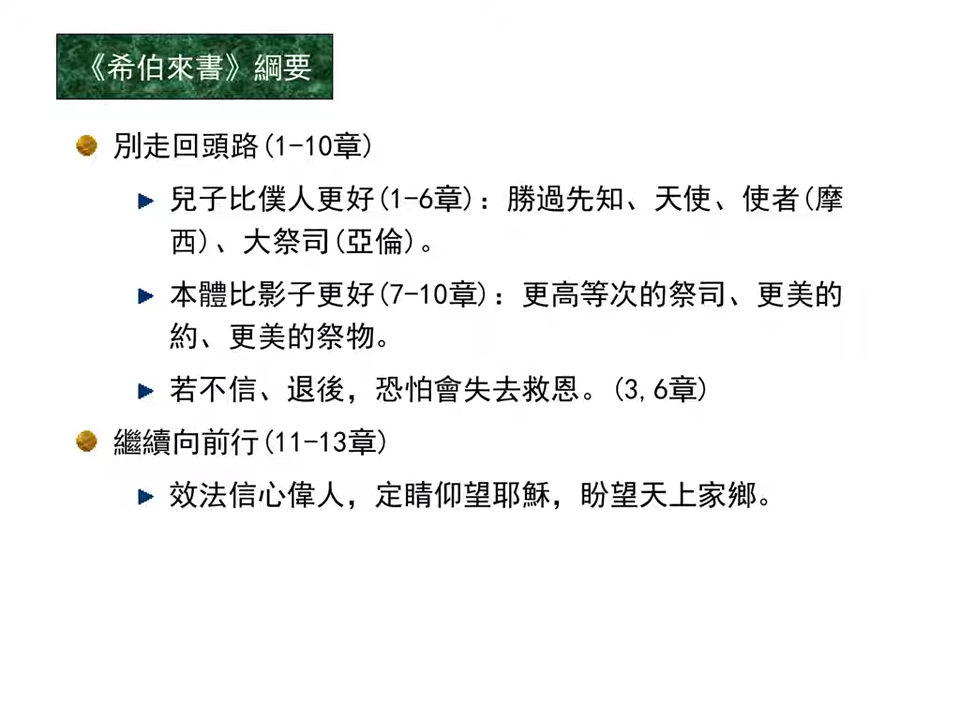 《希伯來書》綱要
別走回頭路(1-10章)
兒子比僕人更好(1-6章)：勝過先知、天使、使者(摩
西)、大祭司(亞倫)。
本體比影子更好(7-10章)：更高等次的祭司、更美的
約、更美的祭物。
若不信、退後，恐怕會失去救恩。(3,6章)
繼續向前行(11-13章)
效法信心偉人，定睛仰望耶穌，盼望天上家鄉。